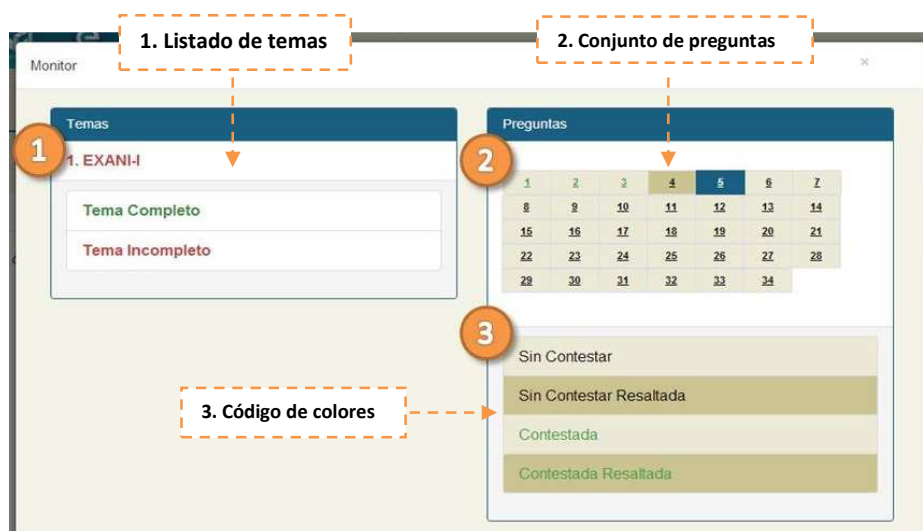 1. Listado de temas
2. Conjunto de preguntas
Monitor
×
Temas
1
1. EXANI-I
Tema Completo
Tema Incompleto
Preguntas
2
1 2 3 4 5 6 7
8 9 10 11 12 13 14
15 16 17 18 19 20 21
22 23 24 25 26 27 28
29 30 31 32 33 34
3
Sin Contestar
Sin Contestar Resaltada
Contestada
Contestada Resaltada
3. Código de colores